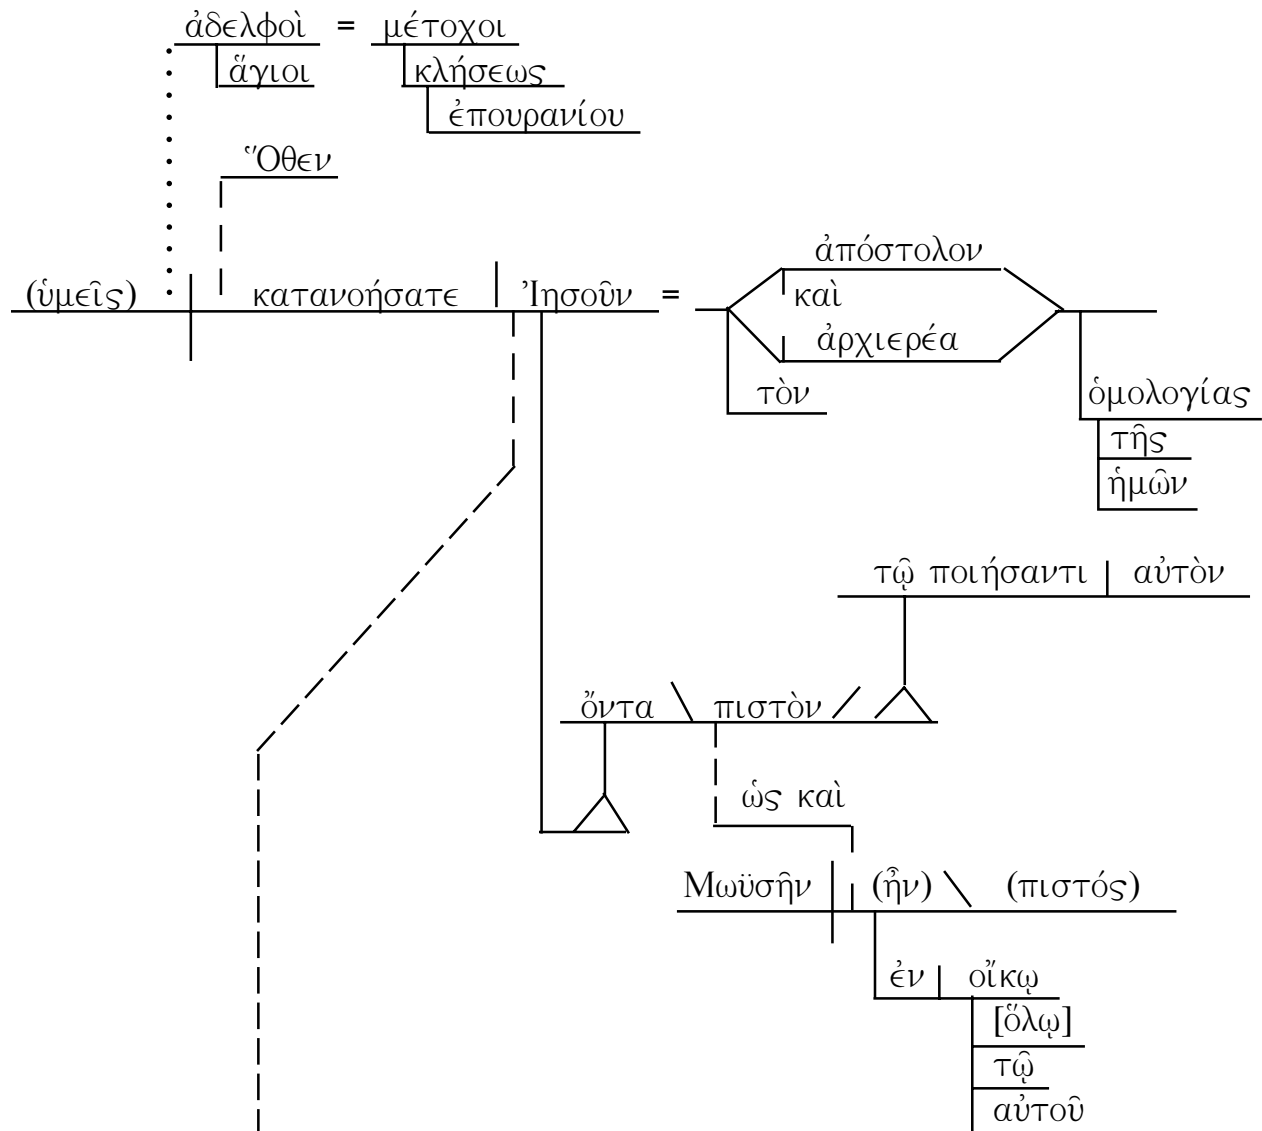 ἀδελφοὶ = μέτοχοι
ἅγιοι κλήσεως
ἐπουρανίου
Ὅθεν
ἀπόστολον
(ὑμεῖς) κατανοήσατε Ἰησοῦν = καὶ
ἀρχιερέα
τὸν ὁμολογίας
τῆς
ἡμῶν
τῷ ποιήσαντι αὐτὸν
ὄντα πιστὸν
ὡς καὶ
Μωϋσῆν (ἦν) (πιστός)
ἐν οἴκῳ
[ὅλῳ]
τῷ
αὐτοῦ